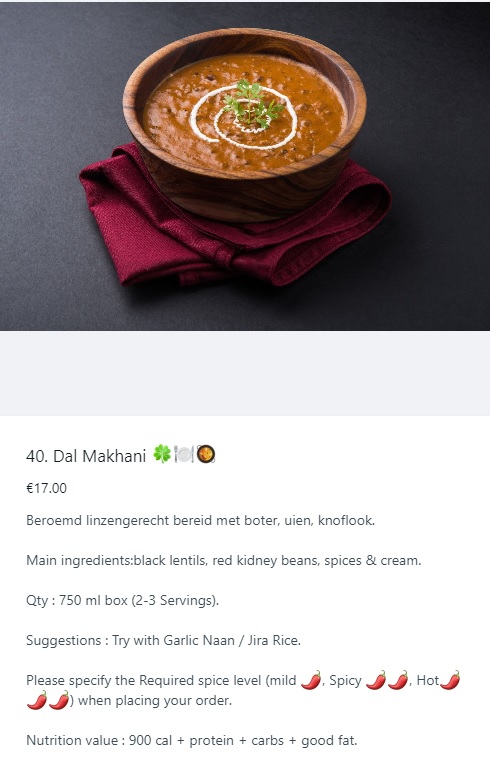 40. Dal Makhani 🍀🍽️🥘
€17.00
Beroemd linzengerecht bereid met boter, uien, knoflook.
Main ingredients:black lentils, red kidney beans, spices & cream.
Qty : 750 ml box (2-3 Servings).
Suggestions : Try with Garlic Naan / Jira Rice.
Please specify the Required spice level (mild 🌶️, Spicy 🌶️🌶️, Hot🌶️
🌶️🌶️) when placing your order.
Nutrition value : 900 cal + protein + carbs + good fat.